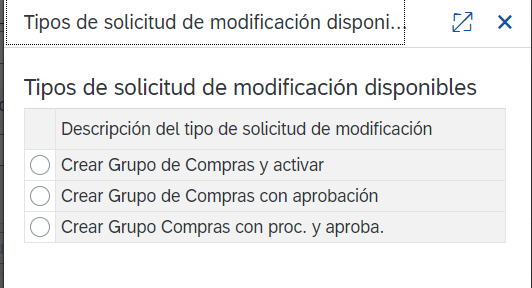 Tipos de solicitud de modificación disponi...
Tipos de solicitud de modificación disponibles
Descripción del tipo de solicitud de modificación
Crear Grupo de Compras y activar
Crear Grupo de Compras con aprobación
Crear Grupo Compras con proc. y aproba.